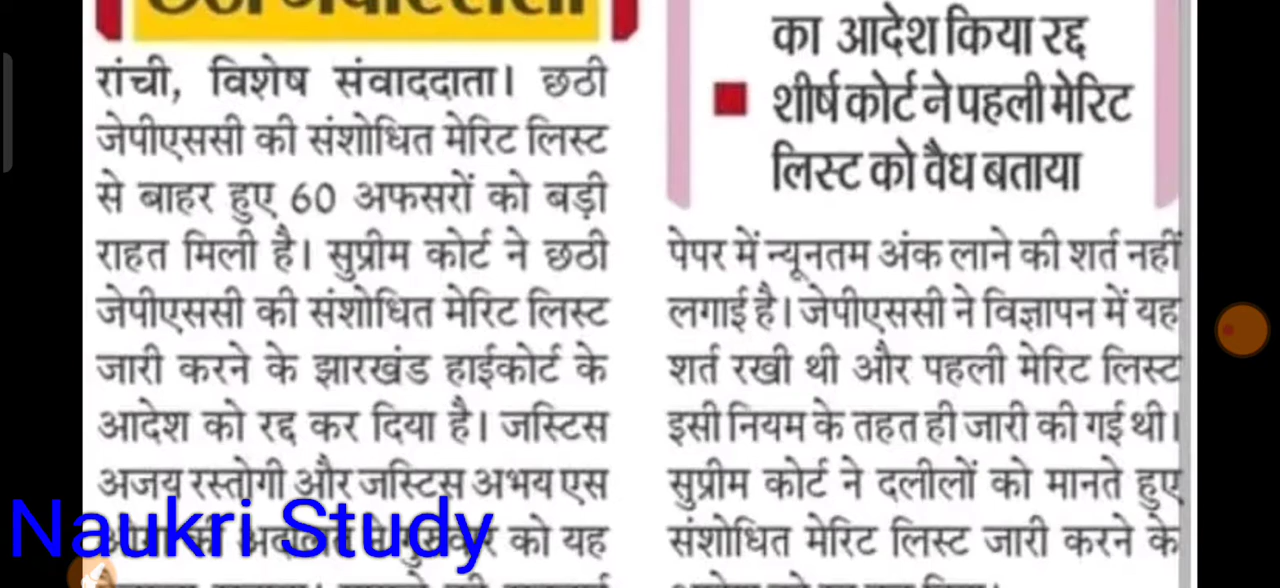 रांची, विशेष संवाददाता। छठी
जेपीएससी की संशोधित मेरिट लिस्ट
से बाहर हुए 60 अफसरों को बड़ी
राहत मिली है। सुप्रीम कोर्ट ने छठी
जेपीएससी की संशोधित मेरिट लिस्ट
जारी करने के झारखंड हाईकोर्ट के
आदेश को रद्द कर दिया है। जस्टिस
अजय रस्तोगी और जस्टिस अभय एस
को यह
का आदेश किया रद्द
शीर्ष कोर्ट ने पहली मेरिट
लिस्ट को वैध बताया
पेपर में न्यूनतम अंक लाने की शर्त नहीं
लगाई है। जेपीएससी ने विज्ञापन में यह
शर्त रखी थी और पहली मेरिट लिस्ट
इसी नियम के तहत ही जारी की गई थी।
सुप्रीम कोर्ट ने दलीलों को मानते हुए
संशोधित मेरिट लिस्ट जारी करने के
Naukri Study